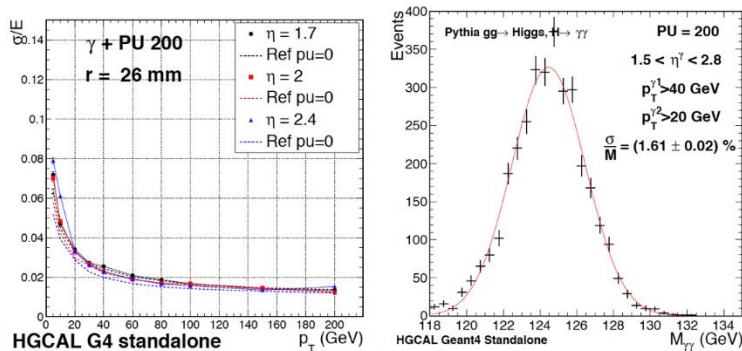 σ/E
0.14
0.12
0.1
0.08
0.06
0.04
0.02
0
γ + PU 200
r = 26 mm
η = 1.7
Ref pu=0
η = 2
Ref pu=0
η = 2.4
Ref pu=0
0 20 40 60 80 100 120 140 160 180 200
HGCAL G4 standalone
p_T (GeV)
Events
400
350
300
250
200
150
100
50
0
Pythia gg→ Higgs, H→ γγ
PU = 200
1.5 < η^γ < 2.8
p_T^γ1>40 GeV
p_T^γ2>20 GeV
σ/M = (1.61 ± 0.02) %
118 120 122 124 126 128 130 132 134
HGCAL Geant4 Standalone
M_γγ (GeV)